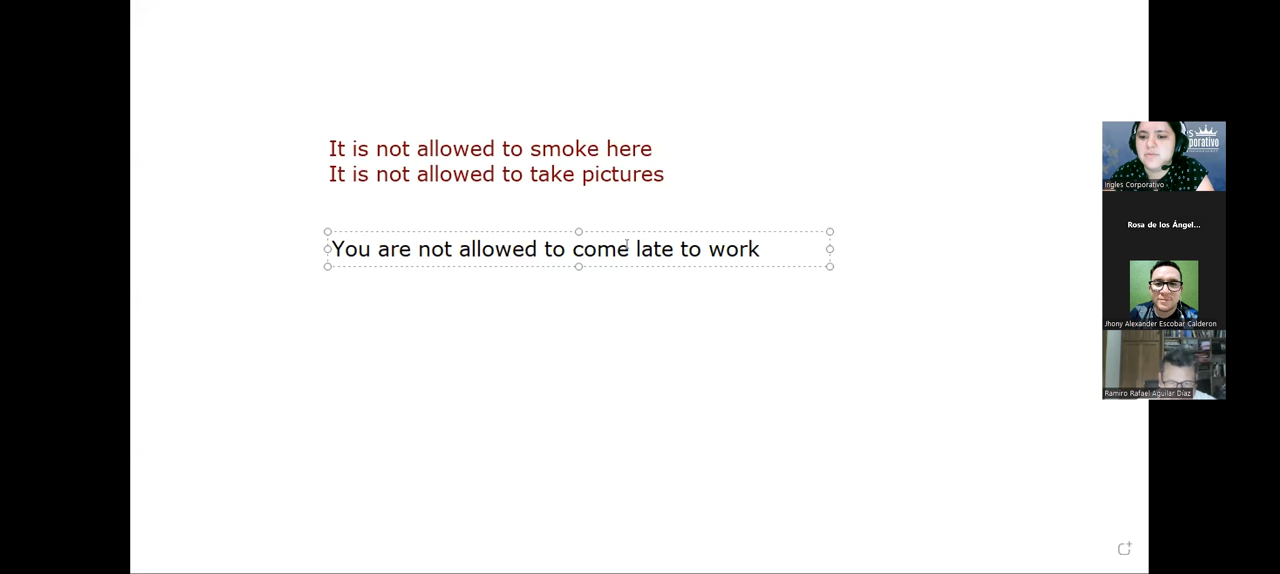 It is not allowed to smoke here
It is not allowed to take pictures
You are not allowed to come late to work
porativo
Ingles Corporativo
Rosa de los Ángel...
Jhony Alexander Escobar Calderon
Ramiro Rafael Aguilar Diaz